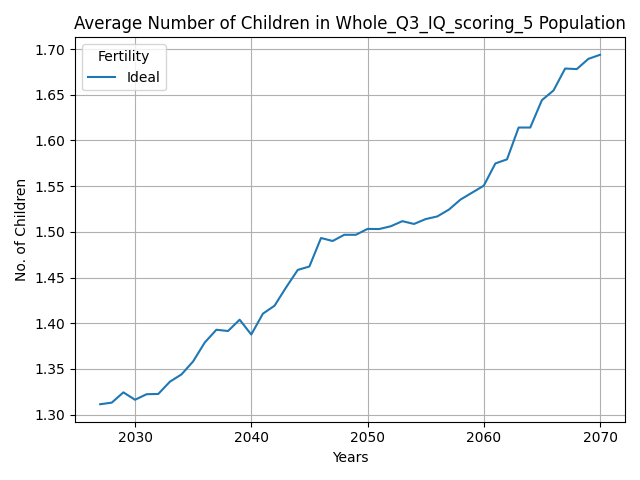 Average Number of Children in Whole_Q3_IQ_scoring_5 Population
Fertility
Ideal
No. of Children
1.70
1.65
1.60
1.55
1.50
1.45
1.40
1.35
1.30
2030 2040 2050 2060 2070
Years